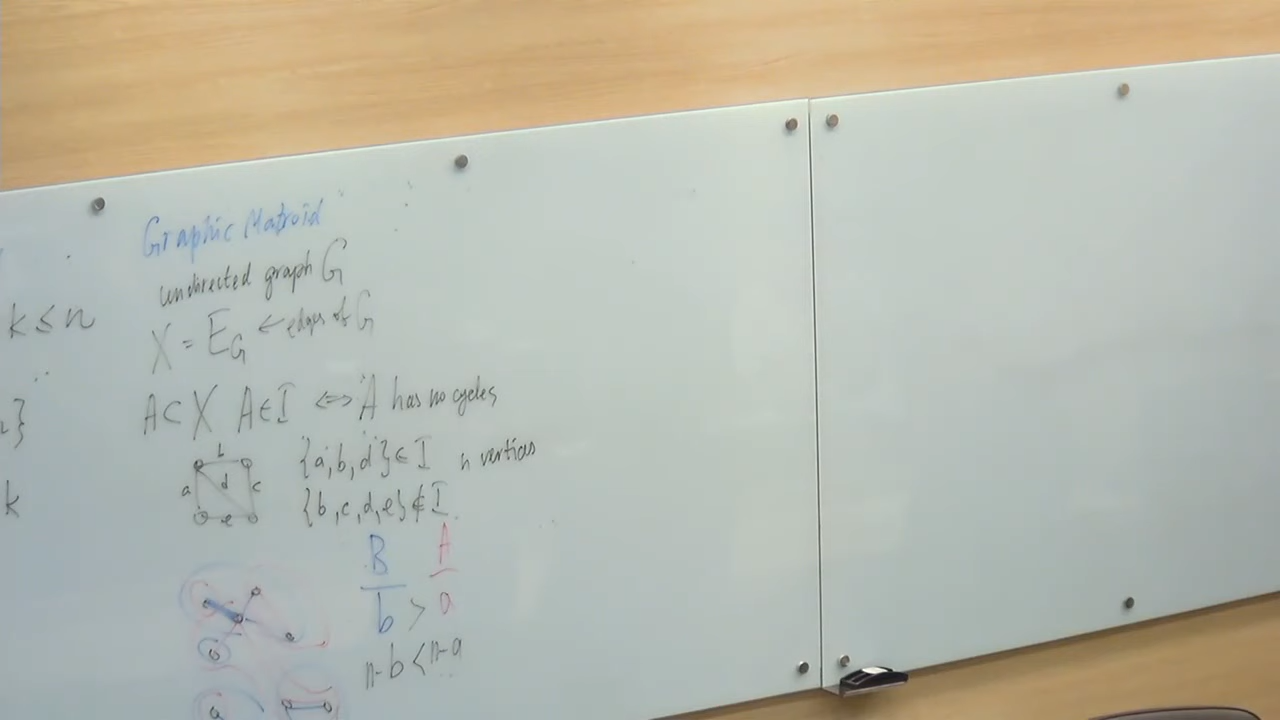 Graphic Matroid
undirected graph G
k ≤ n
X = E_G ← edges of G
A ⊂ X A ∈ I ⟺ A has no cycles
}
b
a d c
e
{a, b, d} ∈ I n vertices
{b, c, d, e} ∉ I
k
B A
b > a
n-b < n-a